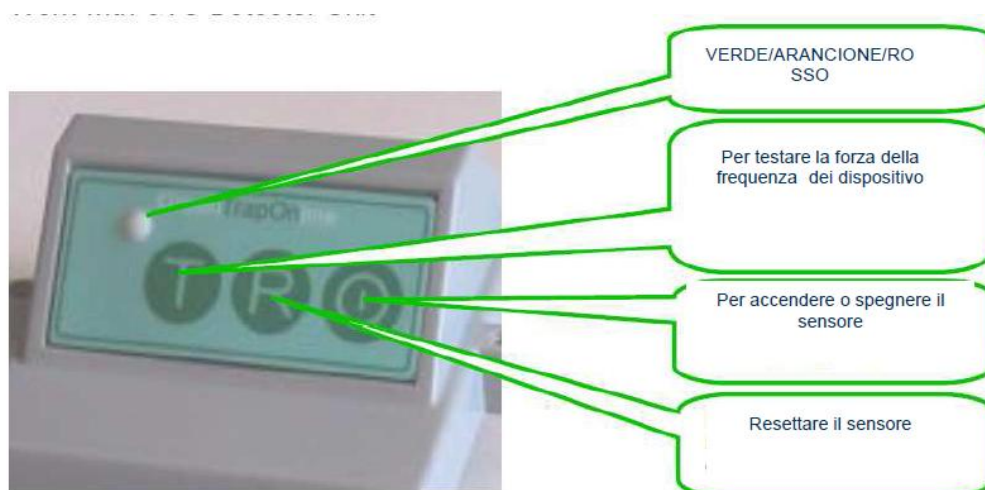 VERDE/ARANCIONE/RO
SSO
Per testare la forza della
frequenza dei dispositivo
TrapOn
T R
Per accendere o spegnere il
sensore
Resettare il sensore